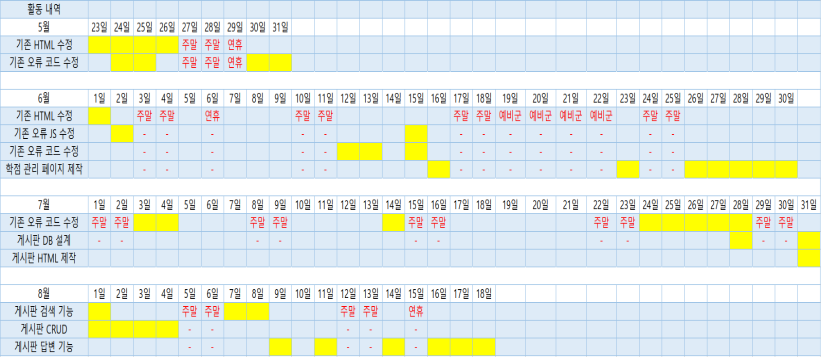 활동 내역
5월 23일 24일 25일 26일 27일 28일 29일 30일 31일
기존 HTML 수정 주말 주말 연휴
기존 오류 코드 수정 주말 주말 연휴
6월 1일 2일 3일 4일 5일 6일 7일 8일 9일 10일 11일 12일 13일 14일 15일 16일 17일 18일 19일 20일 21일 22일 23일 24일 25일 26일 27일 28일 29일 30일
기존 HTML 수정 주말 주말 연휴 주말 주말 주말 주말 예비군 예비군 예비군 예비군 주말 주말
기존 오류 JS 수정 - - - - - - - - - - - - -
기존 오류 코드 수정 - - - - - - - - - - - - -
학점 관리 페이지 제작 - - - - - - - - - - - - -
7월 1일 2일 3일 4일 5일 6일 7일 8일 9일 10일 11일 12일 13일 14일 15일 16일 17일 18일 19일 20일 21일 22일 23일 24일 25일 26일 27일 28일 29일 30일 31일
기존 오류 코드 수정 주말 주말 주말 주말 주말 주말 주말 주말 주말 주말
게시판 DB 설계 - - - - - - - - - -
게시판 HTML 제작
8월 1일 2일 3일 4일 5일 6일 7일 8일 9일 10일 11일 12일 13일 14일 15일 16일 17일 18일
게시판 검색 기능 주말 주말 주말 주말 연휴
게시판 CRUD - - - - -
게시판 답변 기능 - - - - -